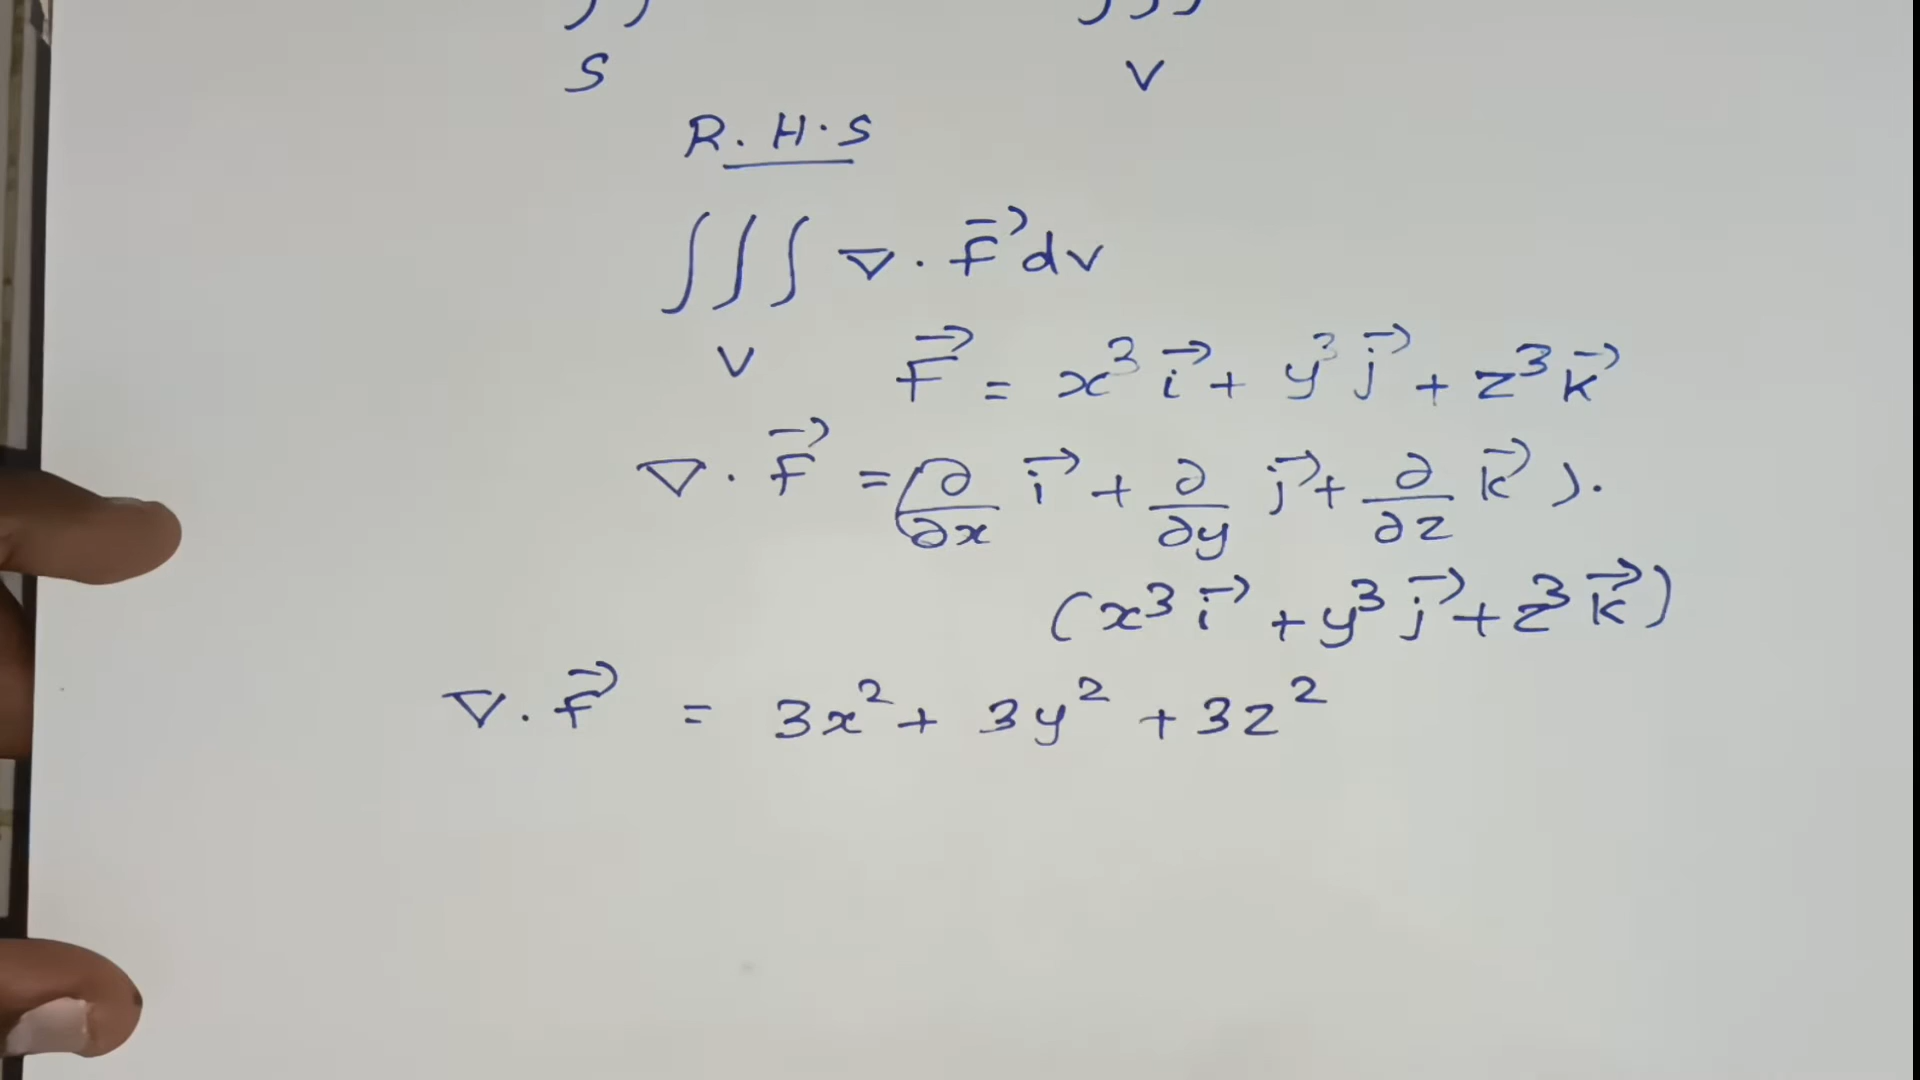 ∫∫ ∫∫∫
S V
R.H.S
∫∫∫ ∇ · F⃗ dv
V
F⃗ = x³ i⃗ + y³ j⃗ + z³ k⃗
∇ · F⃗ = (∂/∂x i⃗ + ∂/∂y j⃗ + ∂/∂z k⃗) ·
(x³ i⃗ + y³ j⃗ + z³ k⃗)
∇ · F⃗ = 3x² + 3y² + 3z²